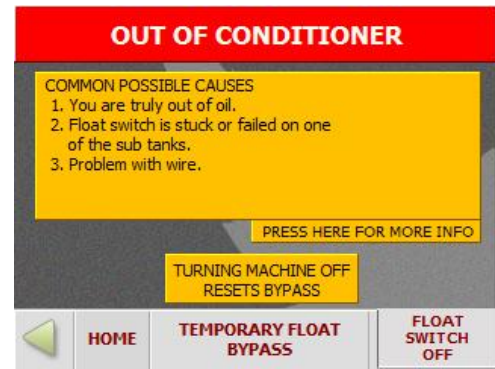 OUT OF CONDITIONER
COMMON POSSIBLE CAUSES
1. You are truly out of oil.
2. Float switch is stuck or failed on one
of the sub tanks.
3. Problem with wire.
PRESS HERE FOR MORE INFO
TURNING MACHINE OFF
RESETS BYPASS
HOME
TEMPORARY FLOAT
BYPASS
FLOAT
SWITCH
OFF